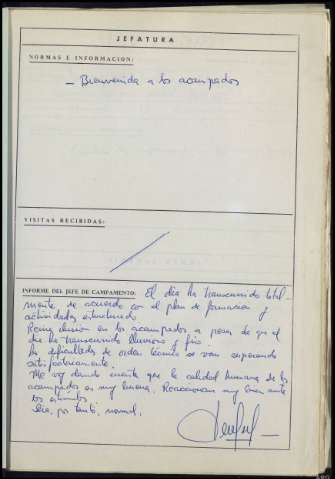 JEFATURA
NORMAS E INFORMACION:
- Bienvenida a los acampados
VISITAS RECIBIDAS:
INFORME DEL JEFE DE CAMPAMENTO: El día ha transcurrido total-
mente de acuerdo con el plan de formación y
actividades
en los acampados a pesar de que el
día ha transcurrido lluvioso y frío.
Las dificultades de orden técnico se van superando
satisfactoriamente.
Me voy dando cuenta que la calidad humana de los
acampados es muy buena. Reaccionan muy bien ante
los estímulos.
Día, por tanto, normal.